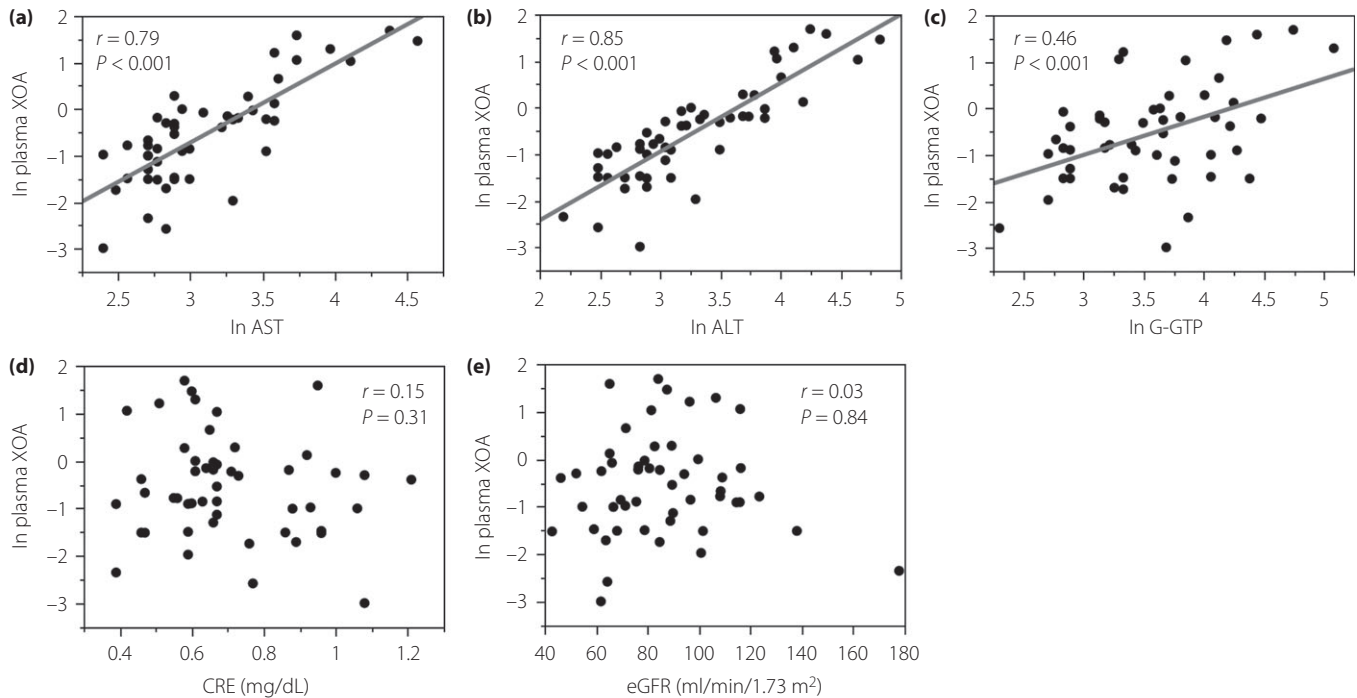 (a)
r = 0.79
P < 0.001
2
1
0
−1
−2
−3
ln plasma XOA
2.5 3 3.5 4 4.5
ln AST
(b)
r = 0.85
P < 0.001
2
1
0
−1
−2
−3
ln plasma XOA
2 2.5 3 3.5 4 4.5 5
ln ALT
(c)
r = 0.46
P < 0.001
2
1
0
−1
−2
−3
ln plasma XOA
2.5 3 3.5 4 4.5 5
ln G-GTP
(d)
r = 0.15
P = 0.31
2
1
0
−1
−2
−3
ln plasma XOA
0.4 0.6 0.8 1 1.2
CRE (mg/dL)
(e)
r = 0.03
P = 0.84
2
1
0
−1
−2
−3
ln plasma XOA
40 60 80 100 120 140 160 180
eGFR (ml/min/1.73 m²)